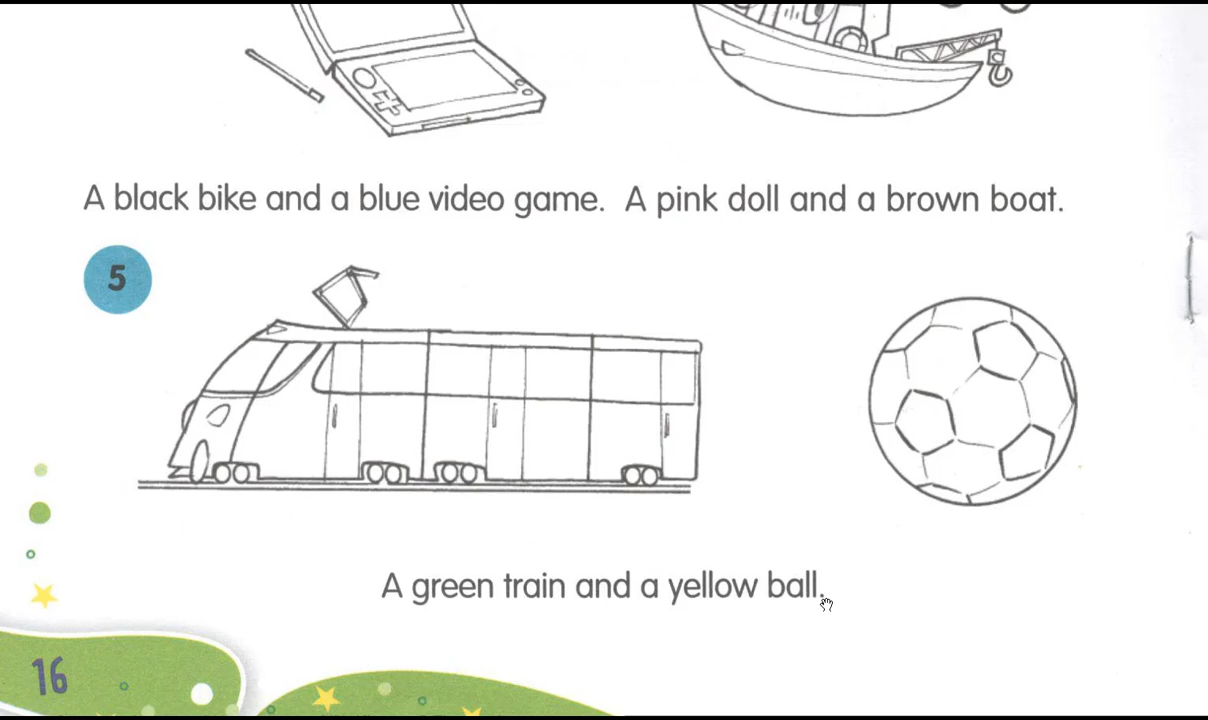 A black bike and a blue video game. A pink doll and a brown boat.
5
A green train and a yellow ball.
16